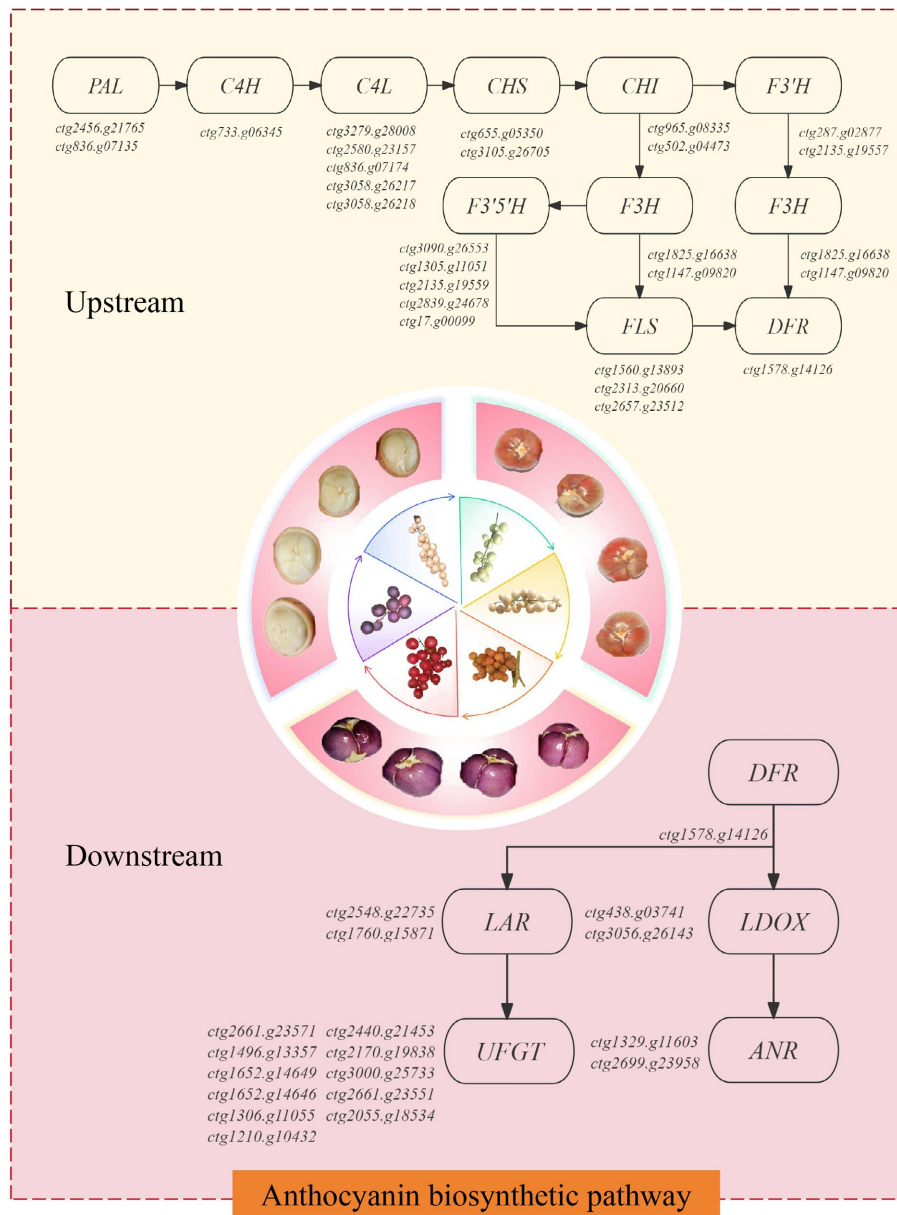 PAL
C4H
C4L
CHS
CHI
F3'H
ctg2456.g21765
ctg836.g07135
ctg733.g06345
ctg3279.g28008
ctg2580.g23157
ctg836.g07174
ctg3058.g26217
ctg3058.g26218
ctg655.g05350
ctg3105.g26705
ctg965.g08335
ctg502.g04473
ctg287.g02877
ctg2135.g19557
F3'5'H
F3H
F3H
ctg3090.g26553
ctg1305.g11051
ctg2135.g19559
ctg2839.g24678
ctg17.g00099
ctg1825.g16638
ctg1147.g09820
ctg1825.g16638
ctg1147.g09820
Upstream
FLS
DFR
ctg1560.g13893
ctg2313.g20660
ctg2657.g23512
ctg1578.g14126
DFR
ctg1578.g14126
Downstream
ctg2548.g22735
ctg1760.g15871
LAR
ctg438.g03741
ctg3056.g26143
LDOX
ctg2661.g23571 ctg2440.g21453
ctg1496.g13357 ctg2170.g19838
ctg1652.g14649 ctg3000.g25733
ctg1652.g14646 ctg2661.g23551
ctg1306.g11055 ctg2055.g18534
ctg1210.g10432
UFGT
ctg1329.g11603
ctg2699.g23958
ANR
Anthocyanin biosynthetic pathway